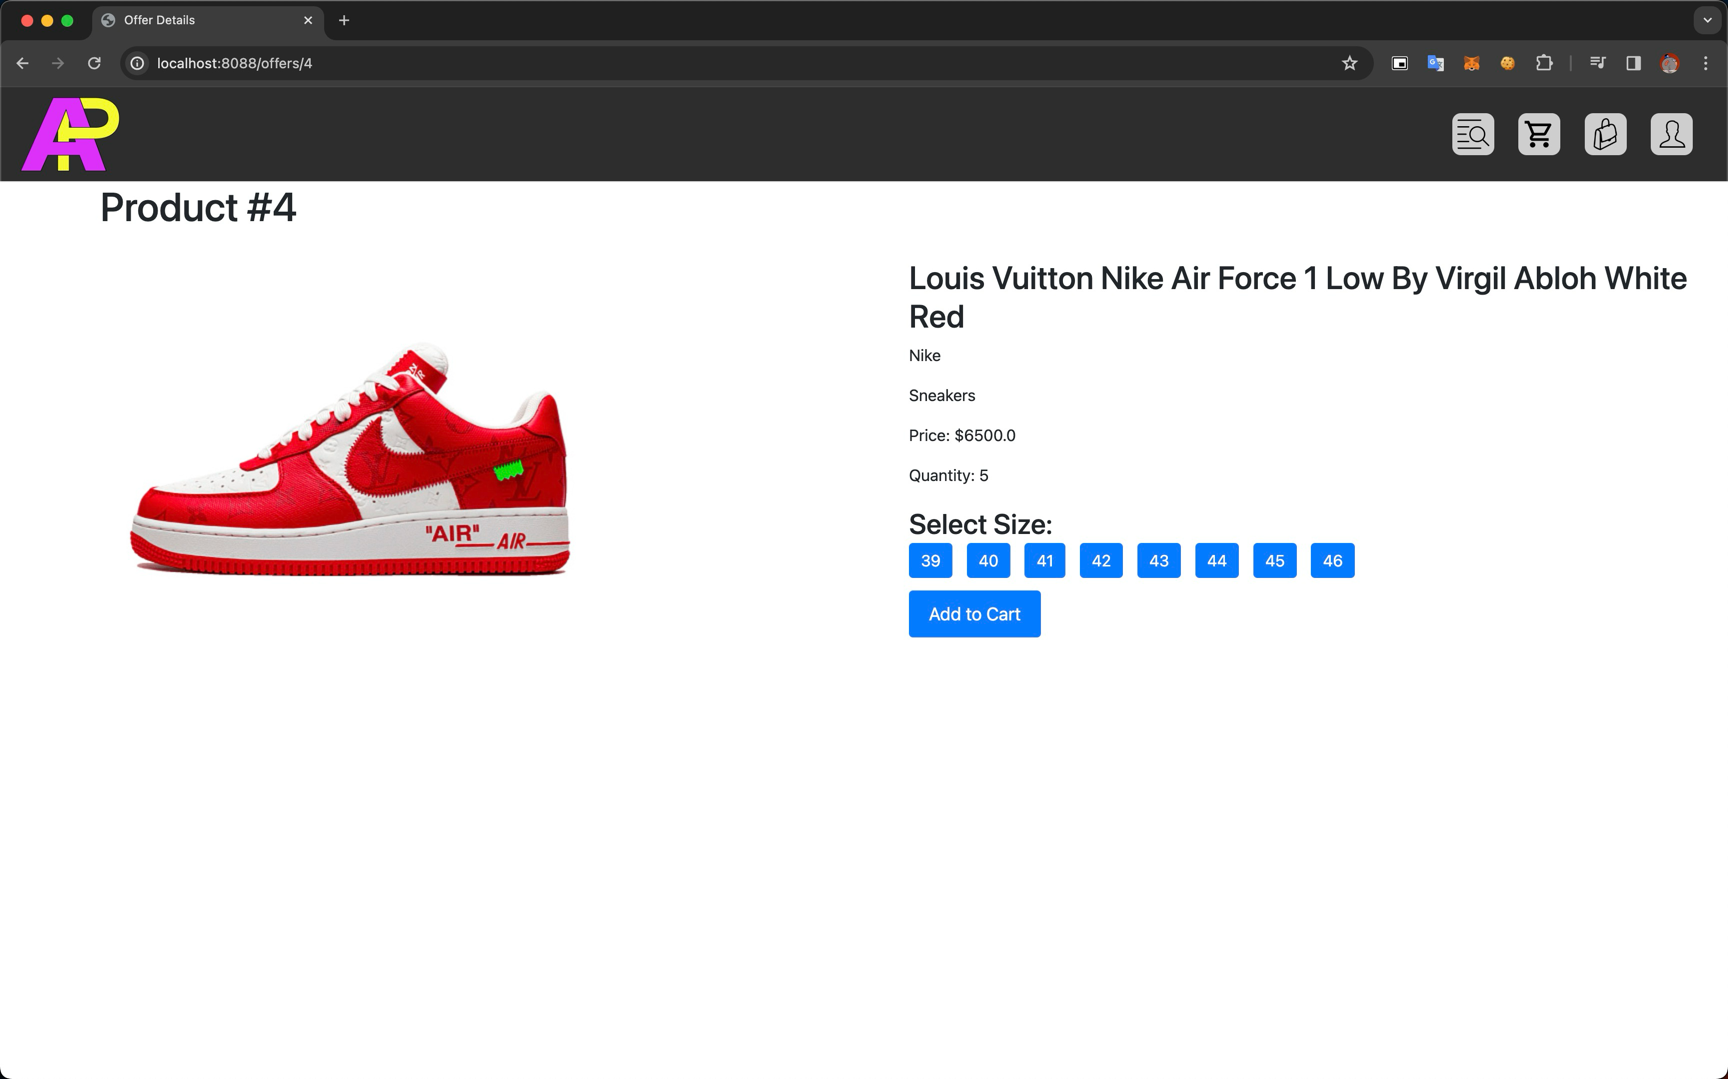 Offer Details
localhost:8088/offers/4
AP
Product #4
Louis Vuitton Nike Air Force 1 Low By Virgil Abloh White
Red
Nike
Sneakers
Price: $6500.0
Quantity: 5
"AIR" AIR
Select Size:
39 40 41 42 43 44 45 46
Add to Cart